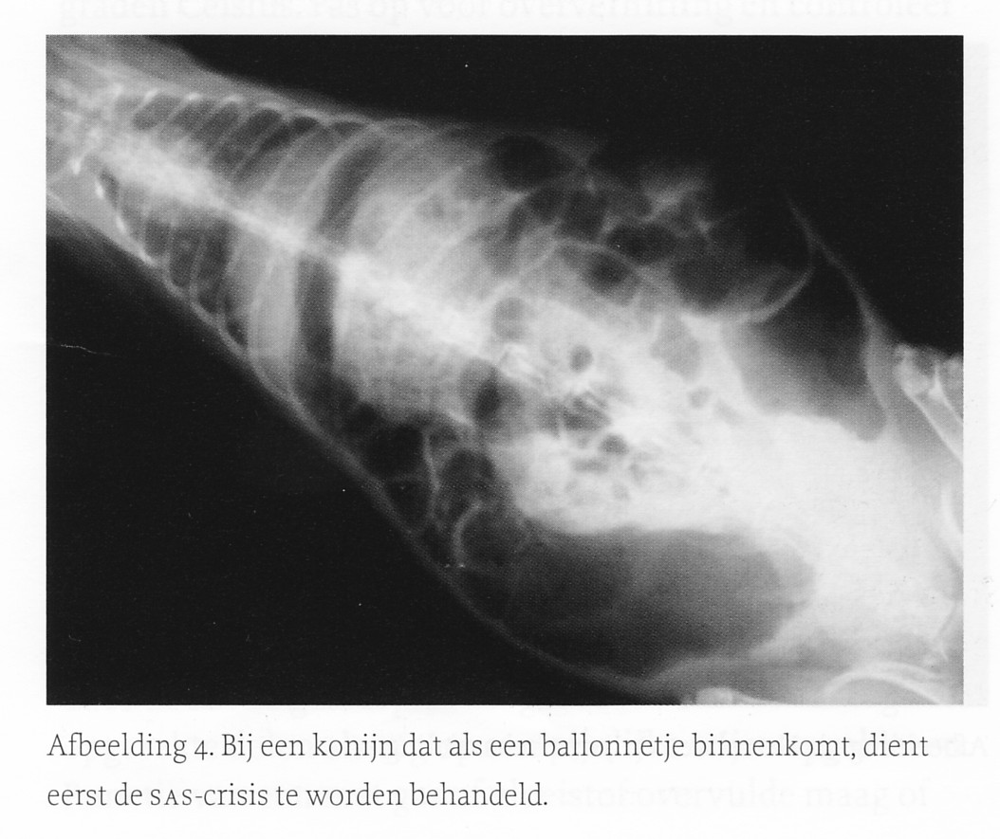 Afbeelding 4. Bij een konijn dat als een ballonnetje binnenkomt, dient
eerst de SAS-crisis te worden behandeld.